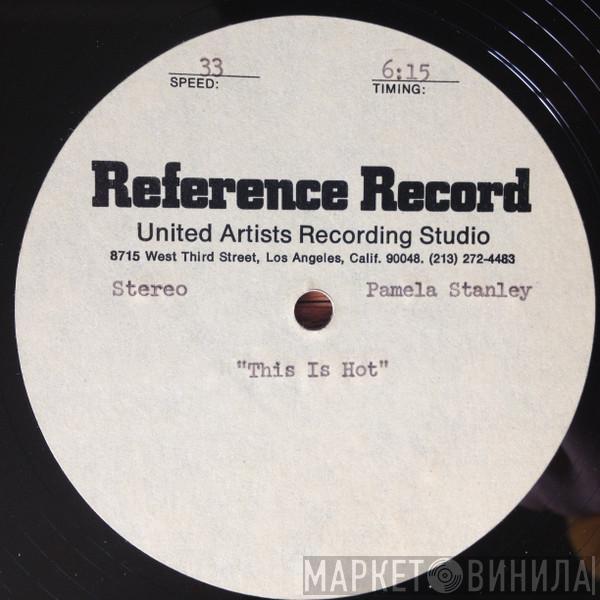 33 6:15
SPEED: TIMING:
Reference Record
United Artists Recording Studio
8715 West Third Street, Los Angeles, Calif. 90048. (213) 272-4483
Stereo Pamela Stanley
"This Is Hot"
МАРКЕТ ВИНИЛА